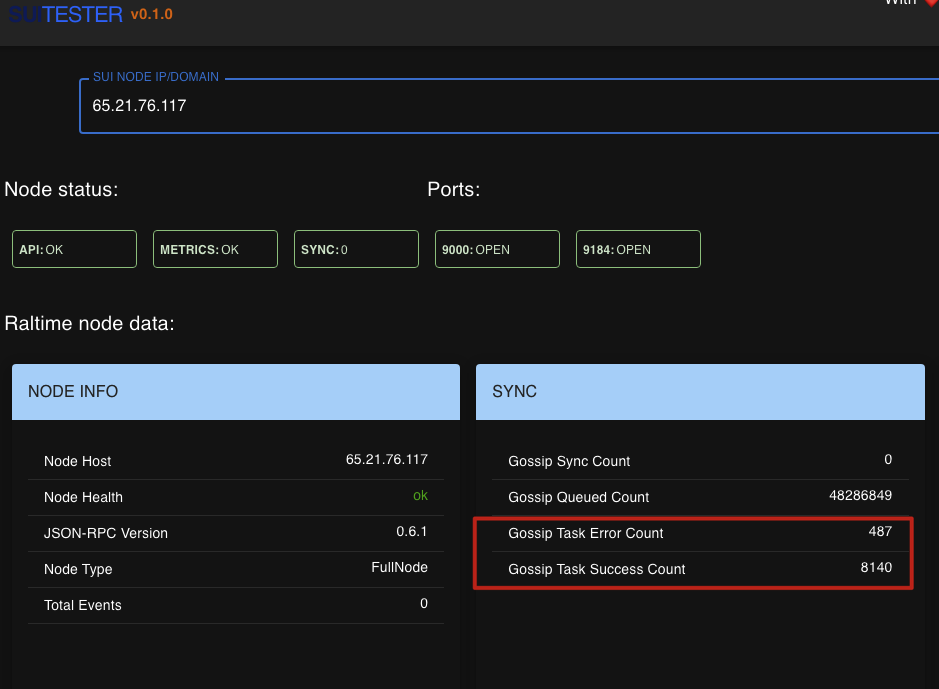 SUITESTER v0.1.0
With
SUI NODE IP/DOMAIN
65.21.76.117
Node status:
Ports:
API: OK
METRICS: OK
SYNC: 0
9000: OPEN
9184: OPEN
Raltime node data:
NODE INFO
Node Host 65.21.76.117
Node Health ok
JSON-RPC Version 0.6.1
Node Type FullNode
Total Events 0
SYNC
Gossip Sync Count 0
Gossip Queued Count 48286849
Gossip Task Error Count 487
Gossip Task Success Count 8140